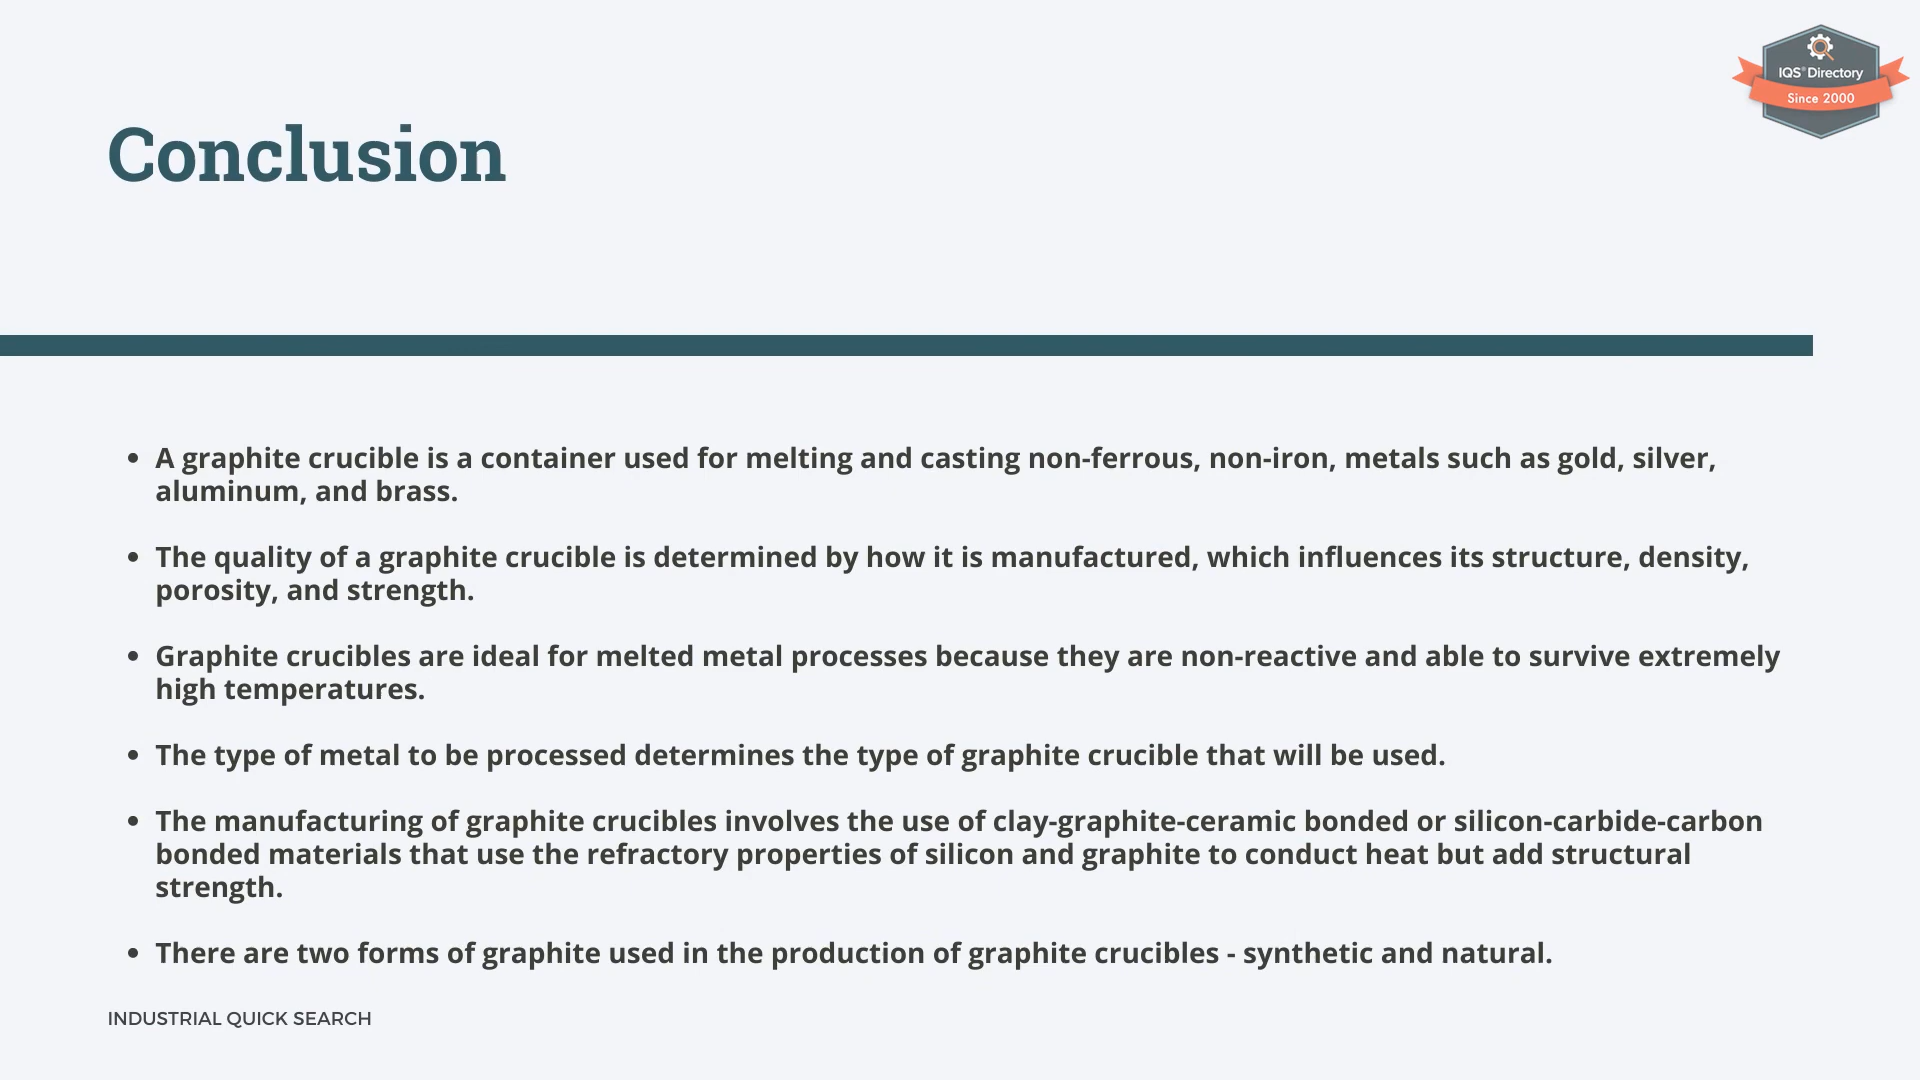 IQS® Directory
Since 2000
Conclusion
• A graphite crucible is a container used for melting and casting non-ferrous, non-iron, metals such as gold, silver,
aluminum, and brass.
• The quality of a graphite crucible is determined by how it is manufactured, which influences its structure, density,
porosity, and strength.
• Graphite crucibles are ideal for melted metal processes because they are non-reactive and able to survive extremely
high temperatures.
• The type of metal to be processed determines the type of graphite crucible that will be used.
• The manufacturing of graphite crucibles involves the use of clay-graphite-ceramic bonded or silicon-carbide-carbon
bonded materials that use the refractory properties of silicon and graphite to conduct heat but add structural
strength.
• There are two forms of graphite used in the production of graphite crucibles - synthetic and natural.
INDUSTRIAL QUICK SEARCH